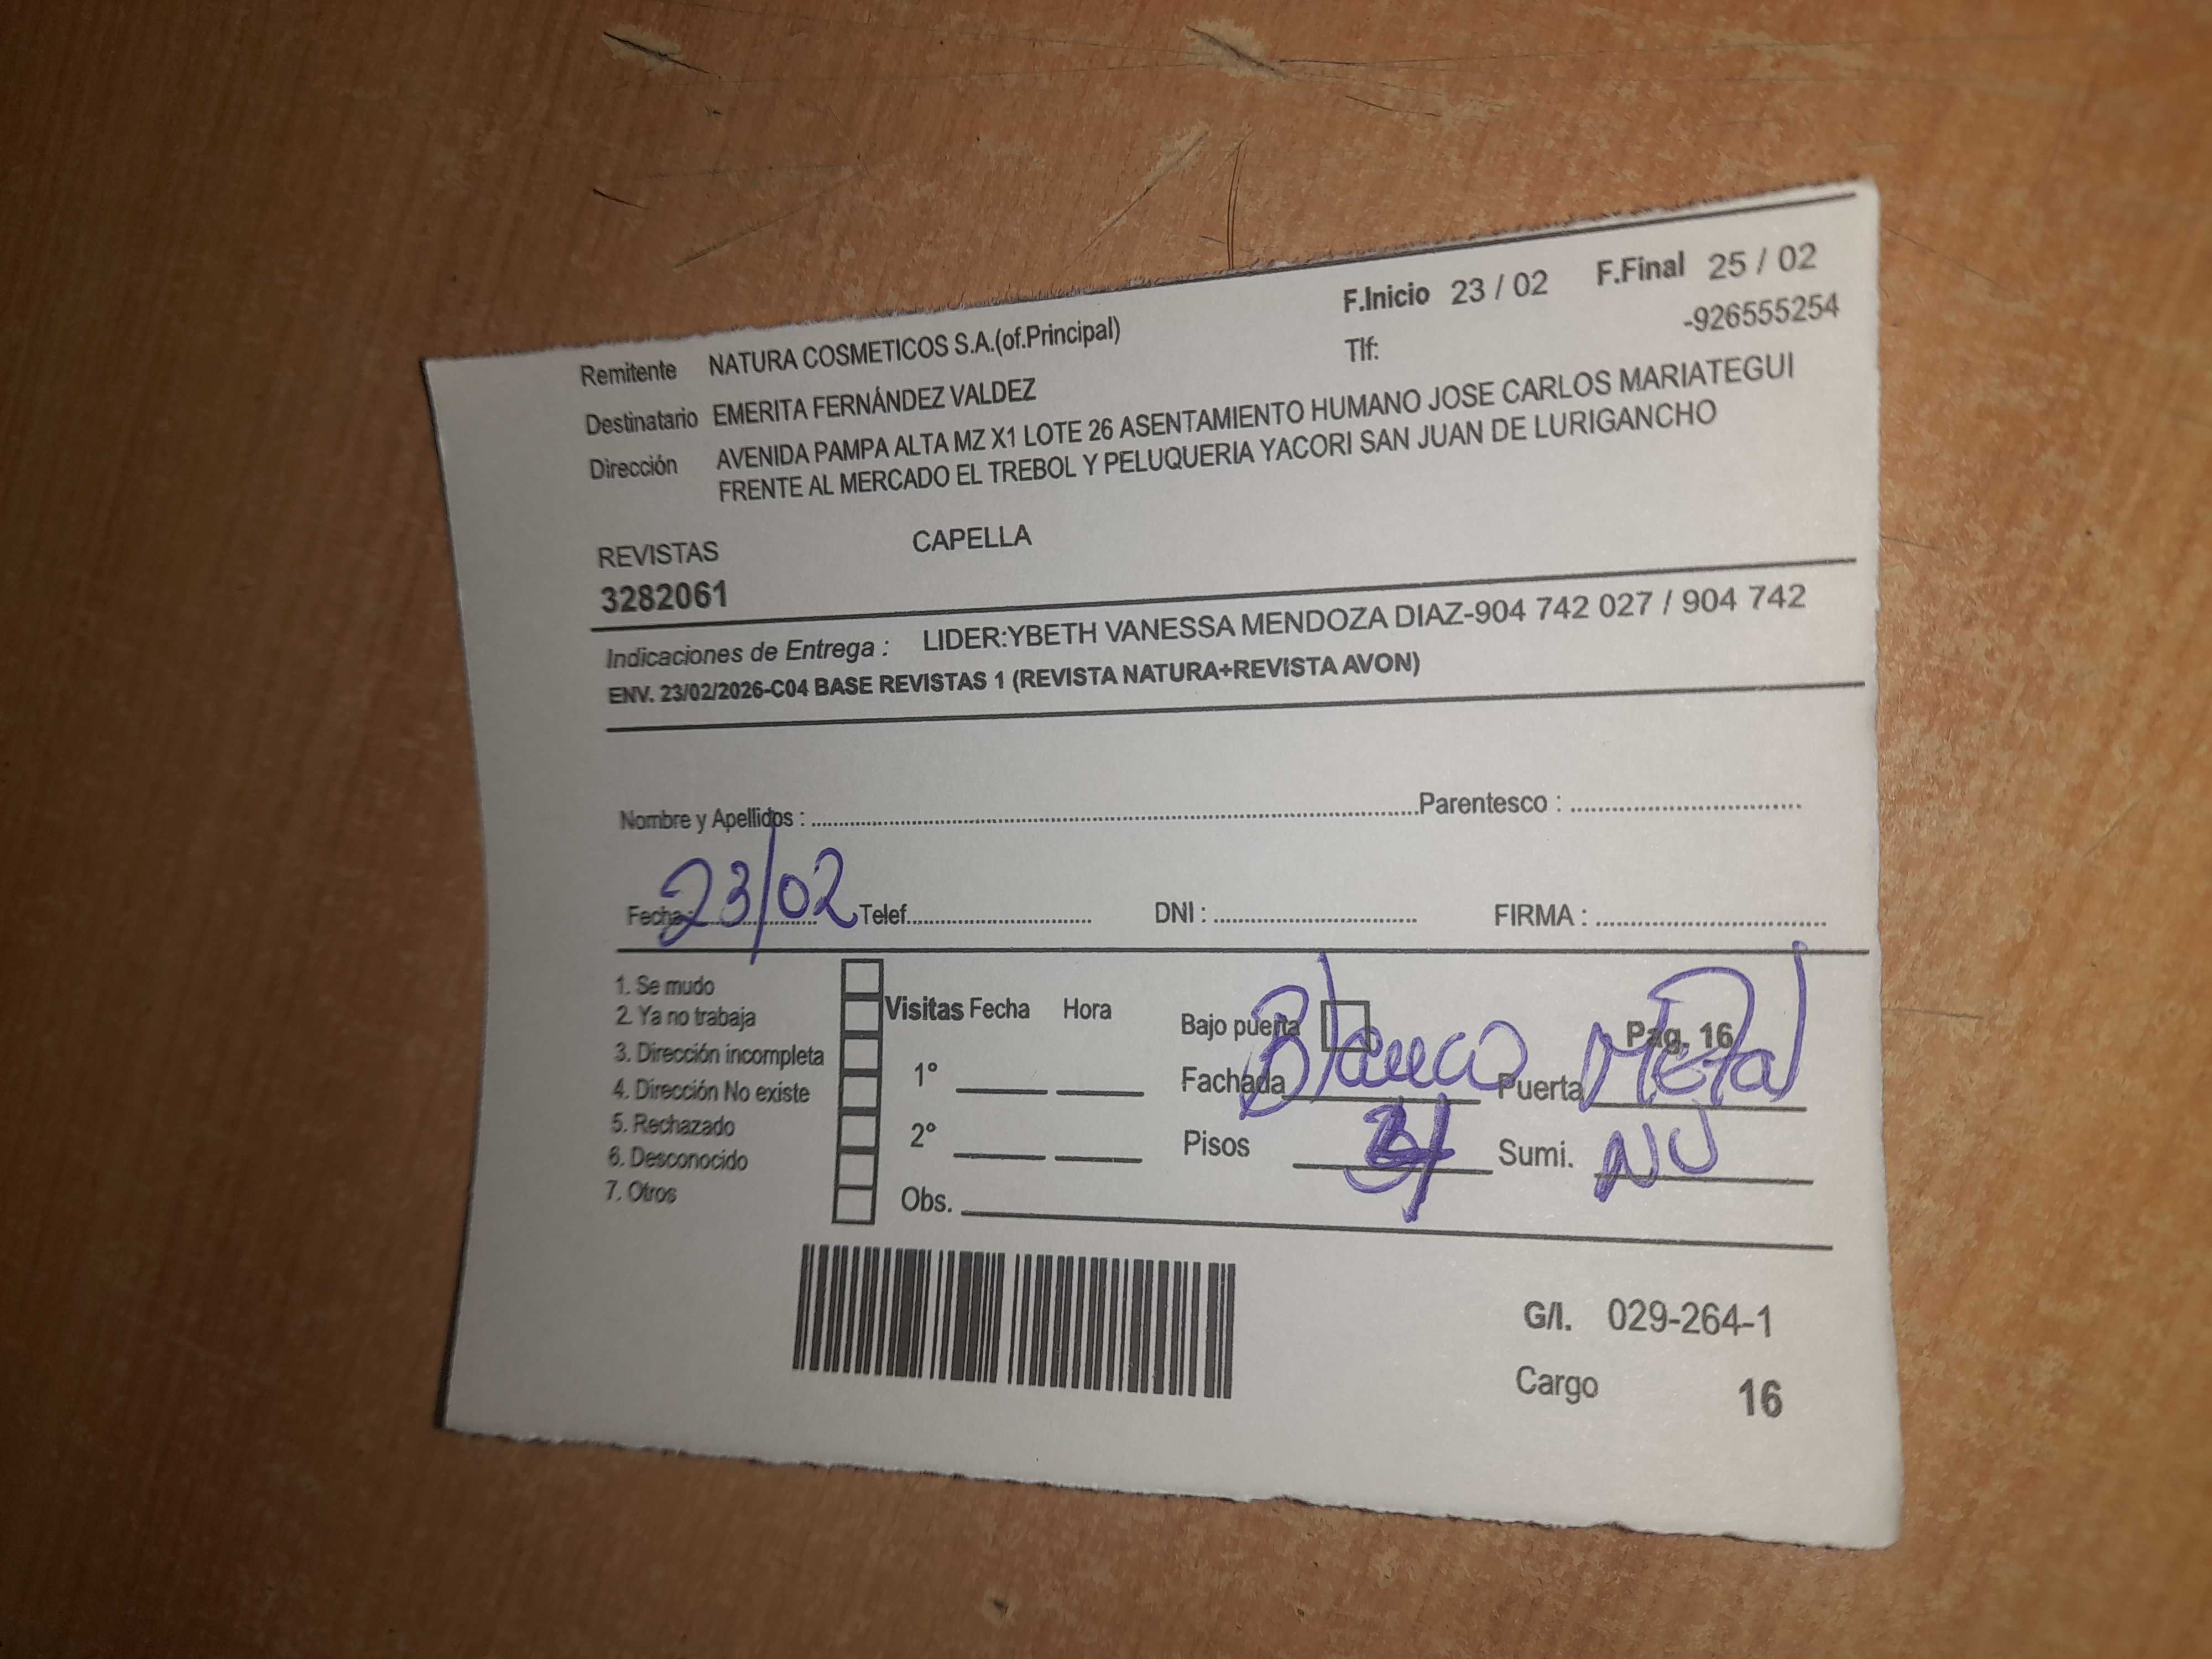 F.Inicio 23 / 02 F.Final 25 / 02
Remitente NATURA COSMETICOS S.A.(of.Principal) Tlf: -926555254
Destinatario EMERITA FERNÁNDEZ VALDEZ
Dirección AVENIDA PAMPA ALTA MZ X1 LOTE 26 ASENTAMIENTO HUMANO JOSE CARLOS MARIATEGUI
FRENTE AL MERCADO EL TREBOL Y PELUQUERIA YACORI SAN JUAN DE LURIGANCHO
REVISTAS CAPELLA
3282061
Indicaciones de Entrega : LIDER:YBETH VANESSA MENDOZA DIAZ-904 742 027 / 904 742
ENV. 23/02/2026-C04 BASE REVISTAS 1 (REVISTA NATURA+REVISTA AVON)
Nombre y Apellidos : Parentesco :
Fecha: 23/02 Telef. DNI : FIRMA :
1. Se mudo
2. Ya no trabaja
3. Dirección incompleta
4. Dirección No existe
5. Rechazado
6. Desconocido
7. Otros
Visitas Fecha Hora
1°
2°
Obs.
Bajo puerta Pag. 16
Fachada Blanco Puerta Metal
Pisos Sumi. NU
G/I. 029-264-1
Cargo 16